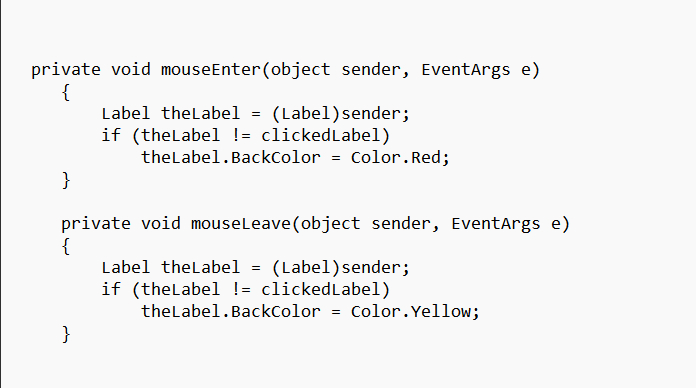 private void mouseEnter(object sender, EventArgs e)
{
Label theLabel = (Label)sender;
if (theLabel != clickedLabel)
theLabel.BackColor = Color.Red;
}
private void mouseLeave(object sender, EventArgs e)
{
Label theLabel = (Label)sender;
if (theLabel != clickedLabel)
theLabel.BackColor = Color.Yellow;
}